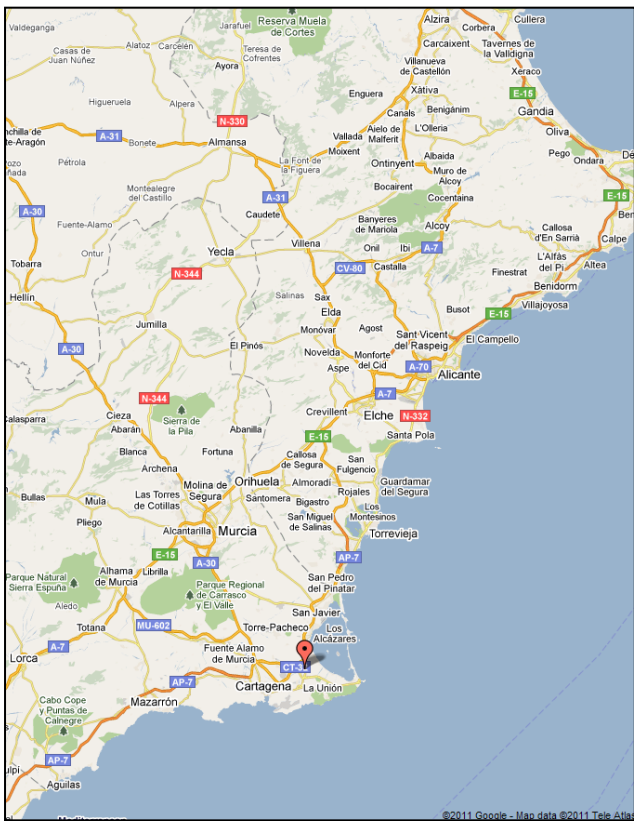 Valdeganga
Jarafuel
Reserva Muela
de Cortes
Alzira
Corbera
Cullera
Casas de
Juan Núñez
Alatoz
Carcelén
Teresa de
Cofrentes
Carcaixent
Tavernes de
la Valldigna
Ayora
Villanueva
de Castellón
Xeraco
Higueruela
Alpera
Enguera
Xátiva
E-15
N-330
Canals
Benigánim
Gandia
A-31
Bonete
Almansa
Vallada
Moixent
Aielo de
Malferit
L'Olleria
Oliva
Pétrola
La Font de
la Figuera
Ontinyent
Albaida
Pego
Ondara
Muro de
Alcoy
Montealegre
del Castillo
A-31
Bocairent
Cocentaina
E-15
A-30
Fuente-Alamo
Caudete
Banyeres
de Mariola
Alcoy
Callosa
d'En Sarrià
Calpe
Ontur
Yecla
Villena
Onil
Ibi
A-7
Tobarra
N-344
CV-80
Castalla
Finestrat
L'Alfàs
del Pi
Altea
Hellín
Salinas
Sax
Elda
Busot
E-15
Benidorm
Villajoyosa
Jumilla
Monóvar
Agost
Sant Vicent
del Raspeig
El Campello
A-30
El Pinós
Novelda
Monforte
del Cid
A-70
Aspe
Alicante
A-7
N-344
Calasparra
Cieza
Sierra de
la Pila
Crevillent
Elche
N-332
Abarán
Abanilla
E-15
Santa Pola
Blanca
Fortuna
Callosa
de Segura
San
Fulgencio
Archena
Bullas
Mula
Las Torres
de Cotillas
Molina de
Segura
Orihuela
Almoradí
Rojales
Guardamar
del Segura
Santomera
Bigastro
Pliego
San Miguel
de Salinas
Los
Montesinos
Alcantarilla
Murcia
Torrevieja
E-15
A-30
AP-7
Parque Natural
Sierra Espuña
Alhama
de Murcia
Librilla
Parque Regional
de Carrasco
y El Valle
San Pedro
del Pinatar
Aledo
Totana
MU-602
Torre-Pacheco
San Javier
Los
Alcázares
A-7
Lorca
Fuente Alamo
de Murcia
AP-7
Cartagena
La Unión
Mazarrón
Cabo Cope
y Puntas de
Calnegre
AP-7
Aguilas
©2011 Google - Map data ©2011 Tele Atlas